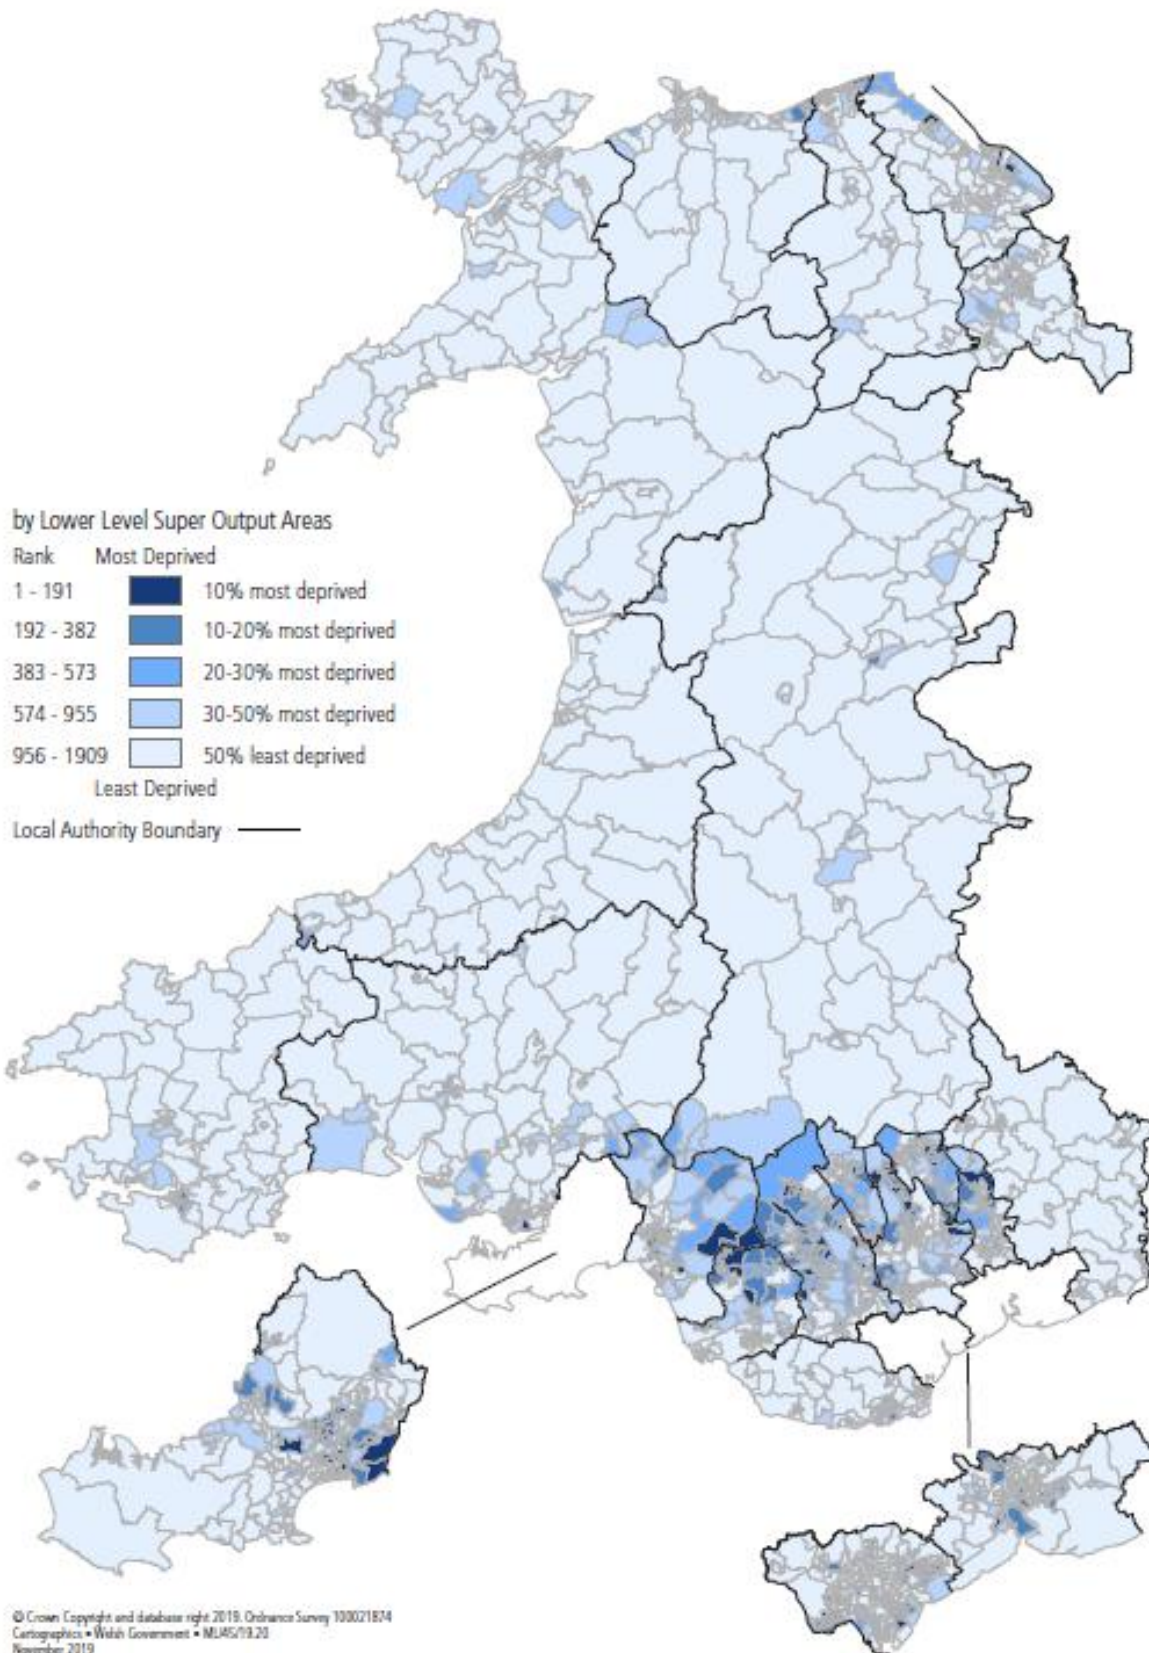 by Lower Level Super Output Areas
Rank Most Deprived
1 - 191 10% most deprived
192 - 382 10-20% most deprived
383 - 573 20-30% most deprived
574 - 955 30-50% most deprived
956 - 1909 50% least deprived
Least Deprived
Local Authority Boundary
© Crown Copyright and database right 2019. Ordnance Survey 100021874
Cartographics • Welsh Government • ML/45/19.20
November 2019